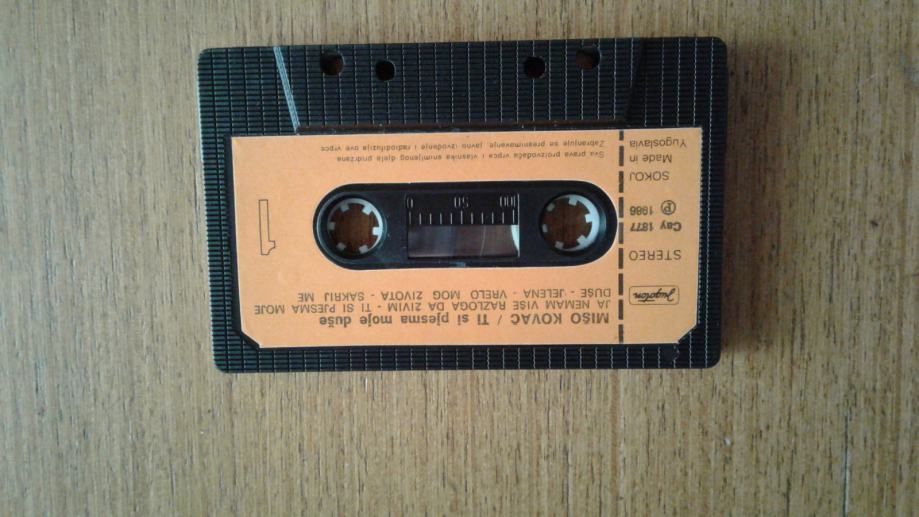 Jugoton
STEREO
Cay 1877
Ⓟ 1986
SOKOJ
Made in
Yugoslavia
MIŠO KOVAČ / Ti si pjesma moje duše
JA NEMAM VIŠE RAZLOGA DA ŽIVIM - TI SI PJESMA MOJE
DUŠE - JELENA - VRELO MOG ŽIVOTA - SAKRIJ ME
1
100 50 0
Sva prava proizvođača vrpce i vlasnika snimljenog djela pridržana
Zabranjuje se presnimavanje, javno izvođenje i radiodifuzija ove vrpce